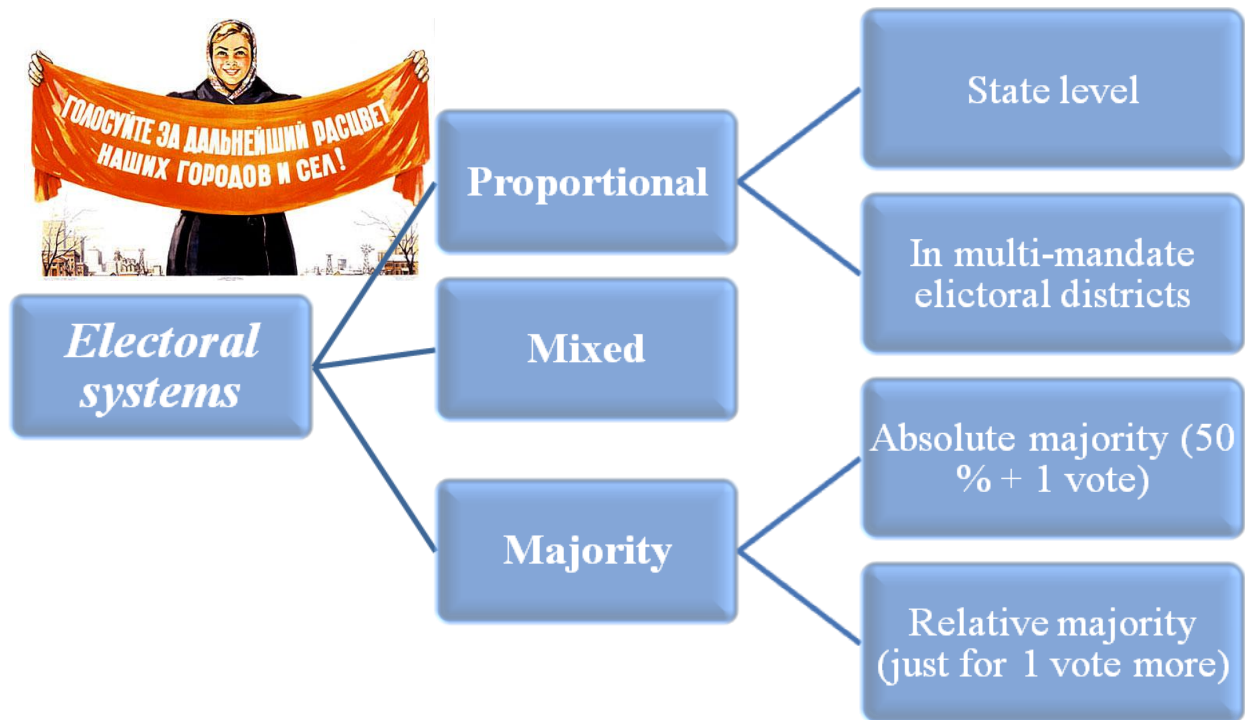 ГОЛОСУЙТЕ ЗА ДАЛЬНЕЙШИЙ РАСЦВЕТ
НАШИХ ГОРОДОВ И СЕЛ!
Electoral
systems
Proportional
Mixed
Majority
State level
In multi-mandate
elictoral districts
Absolute majority (50
% + 1 vote)
Relative majority
(just for 1 vote more)